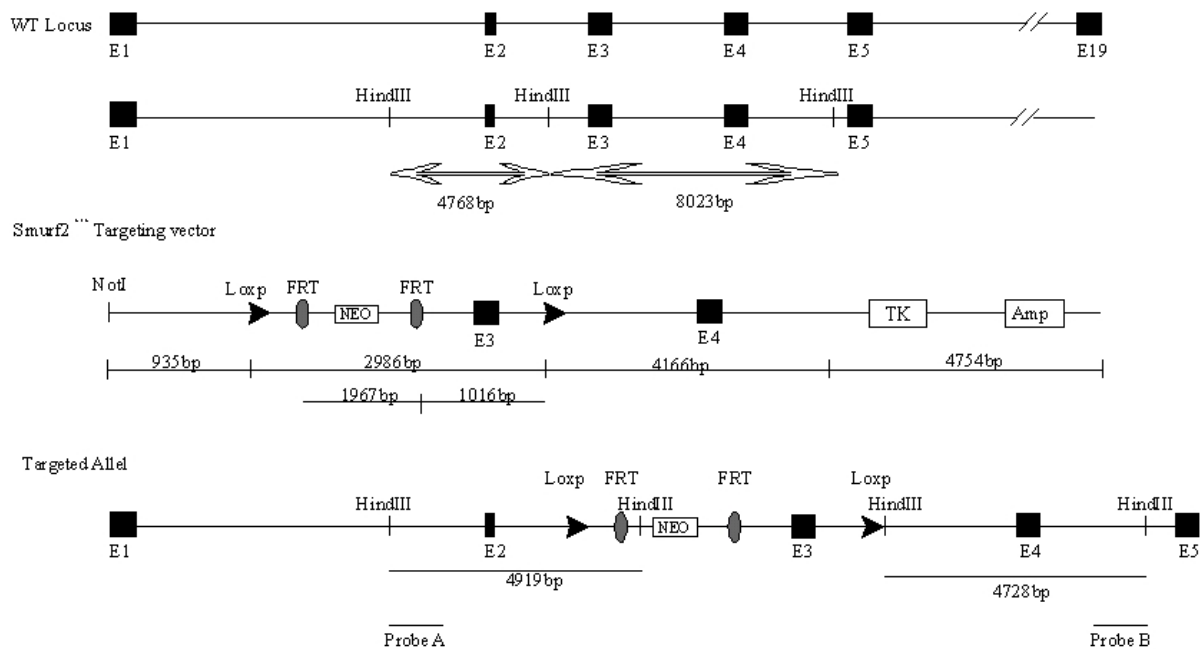 WT Locus
E1 E2 E3 E4 E5 E19
HindIII HindIII HindIII
E1 E2 E3 E4 E5
4768bp 8023bp
Smurf2 Targeting vector
NotI Loxp FRT FRT Loxp
NEO TK Amp
E3 E4
935bp 2986bp 4166bp 4754bp
1967bp 1016bp
Targeted Allel
Loxp FRT FRT Loxp
HindIII HindIII HindIII HindIII
NEO
E1 E2 E3 E4 E5
4919bp 4728bp
Probe A Probe B